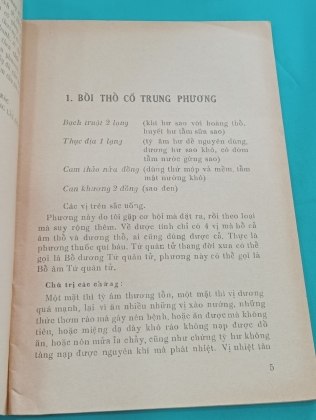 1. BỒI THỔ CỐ TRUNG PHƯƠNG
Bạch truật 2 lạng (khí hư sao với hoàng thổ,
huyết hư tẩm sữa sao)
Thục địa 1 lạng (tỳ âm hư để nguyên dùng,
dương hư sao khô, có đờm
tẩm nước gừng sao)
Cam thảo nửa đồng (dùng thứ mập và mềm, tẩm
mật nướng khô)
Can khương 2 đồng (sao đen)
Các vị trên sắc nóng.
Phương này do tôi gặp cơ hội mà đặt ra, rồi theo loại
mà suy rộng thêm. Về dược tính chỉ có 4 vị mà hồ cả
âm thổ và dương thổ, ai cũng dùng được cả. Thực là
phương thuốc quí báu. Tứ quân tử thang đời xưa có thể
gọi là Bổ dương Tứ quân tử, phương này có thể gọi là
Bổ âm Tứ quân tử.
Chủ trị các chứng:
Một mặt thì tỳ âm thương tổn, một mặt thì vị dương
quá mạnh, lại vì ăn nhiều những vị xào nướng, những
thức thơm ráo mà gây nên bệnh, hoặc ăn được mà không
tiêu, hoặc miệng dạ dày khô ráo không nạp được đồ
ăn, hoặc nôn mửa ỉa chảy, cũng như chứng tỳ hư không
tàng nạp được nguyên khí mà phát nhiệt. Vị nhiệt tân
5